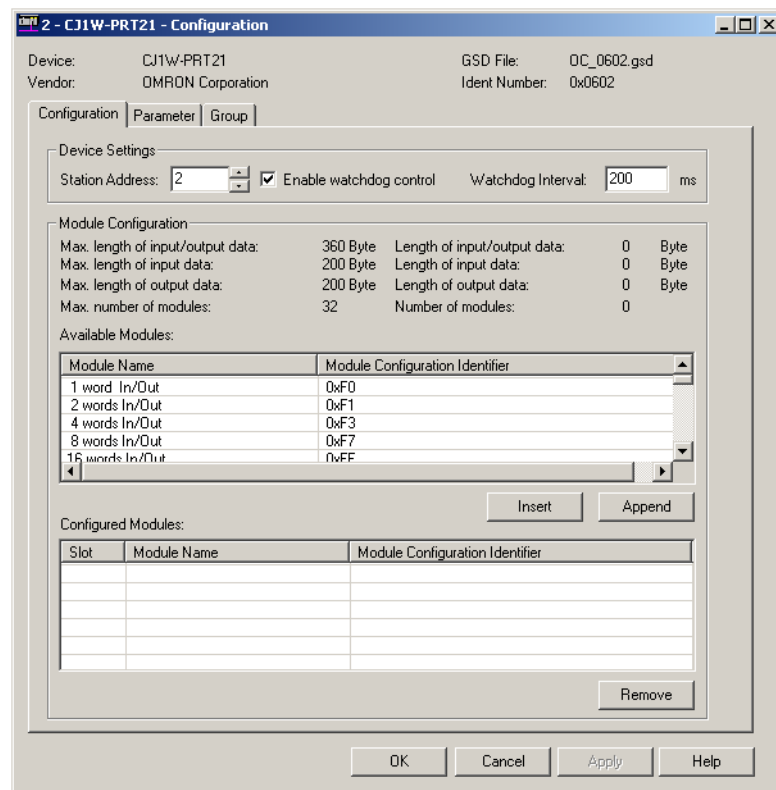 2 - CJ1W-PRT21 - Configuration
Device: CJ1W-PRT21 GSD File: OC_0602.gsd
Vendor: OMRON Corporation Ident Number: 0x0602
Configuration Parameter Group
Device Settings
Station Address: 2 Enable watchdog control Watchdog Interval: 200 ms
Module Configuration
Max. length of input/output data: 360 Byte Length of input/output data: 0 Byte
Max. length of input data: 200 Byte Length of input data: 0 Byte
Max. length of output data: 200 Byte Length of output data: 0 Byte
Max. number of modules: 32 Number of modules: 0
Available Modules:
Module Name Module Configuration Identifier
1 word In/Out 0xF0
2 words In/Out 0xF1
4 words In/Out 0xF3
8 words In/Out 0xF7
16 words In/Out 0xFF
Insert Append
Configured Modules:
Slot Module Name Module Configuration Identifier
Remove
OK Cancel Apply Help